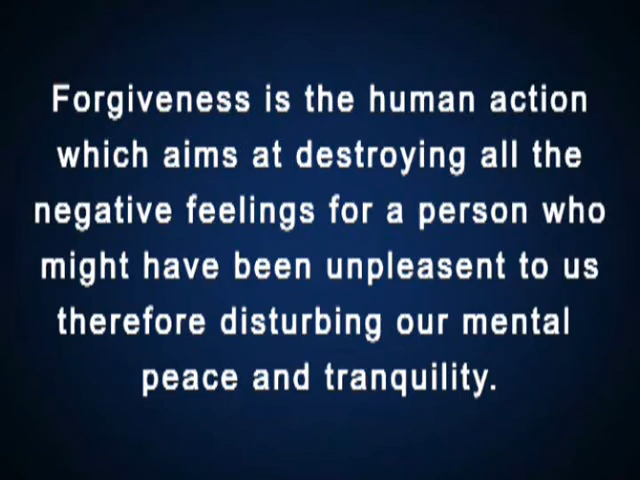 Forgiveness is the human action
which aims at destroying all the
negative feelings for a person who
might have been unpleasent to us
therefore disturbing our mental
peace and tranquility.